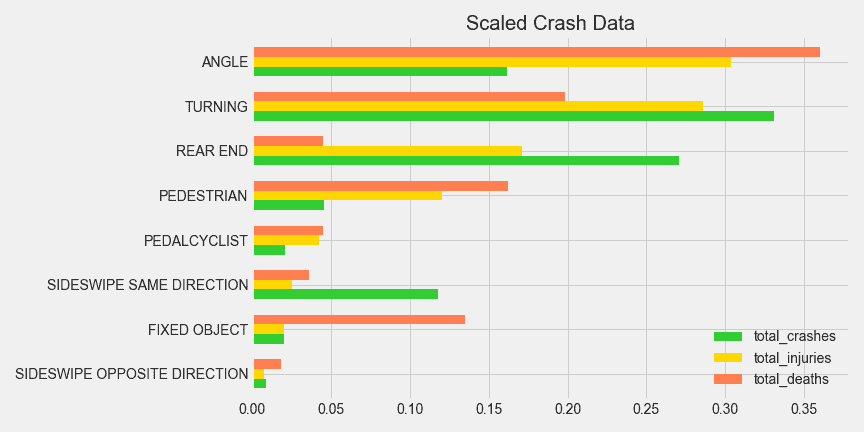 Scaled Crash Data
ANGLE
TURNING
REAR END
PEDESTRIAN
PEDALCYCLIST
SIDESWIPE SAME DIRECTION
FIXED OBJECT
SIDESWIPE OPPOSITE DIRECTION
total_crashes
total_injuries
total_deaths
0.00 0.05 0.10 0.15 0.20 0.25 0.30 0.35